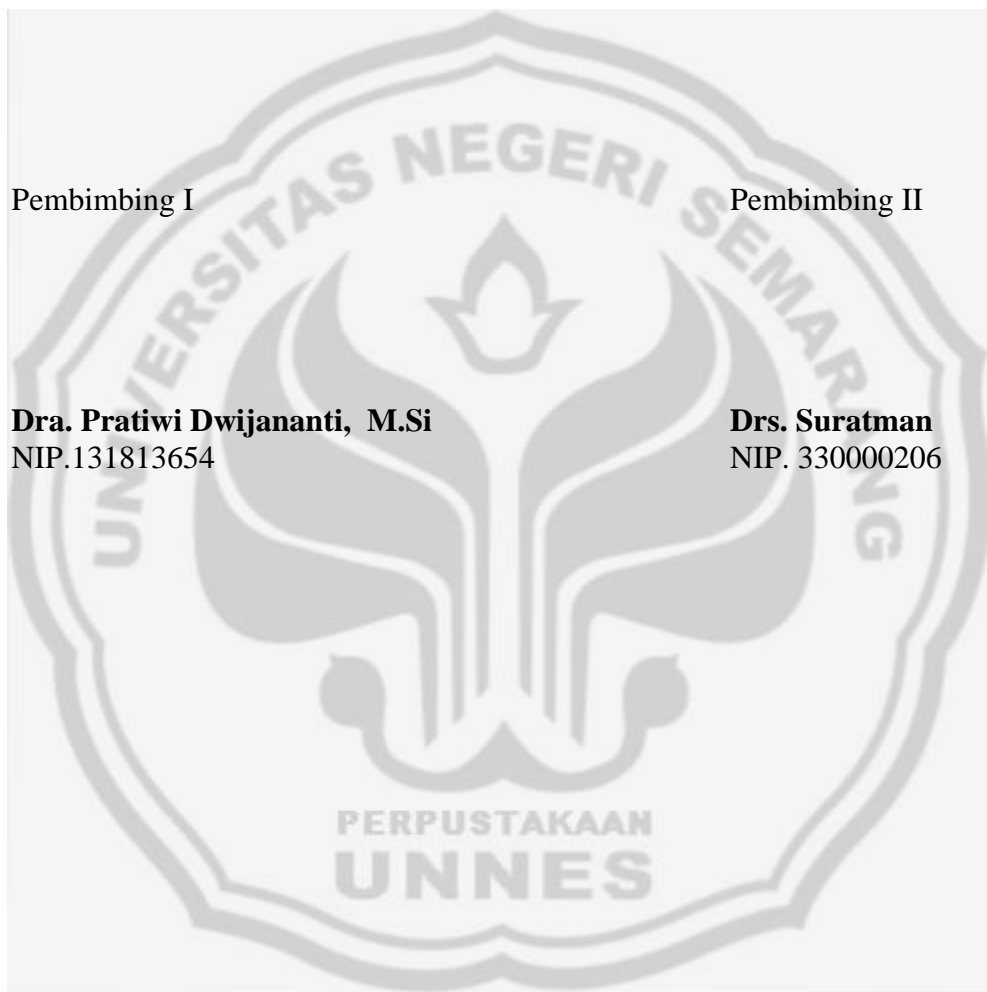 UNIVERSITAS NEGERI SEMARANG
Pembimbing I
Pembimbing II
Dra. Pratiwi Dwijananti, M.Si
NIP.131813654
Drs. Suratman
NIP. 330000206
PERPUSTAKAAN
UNNES